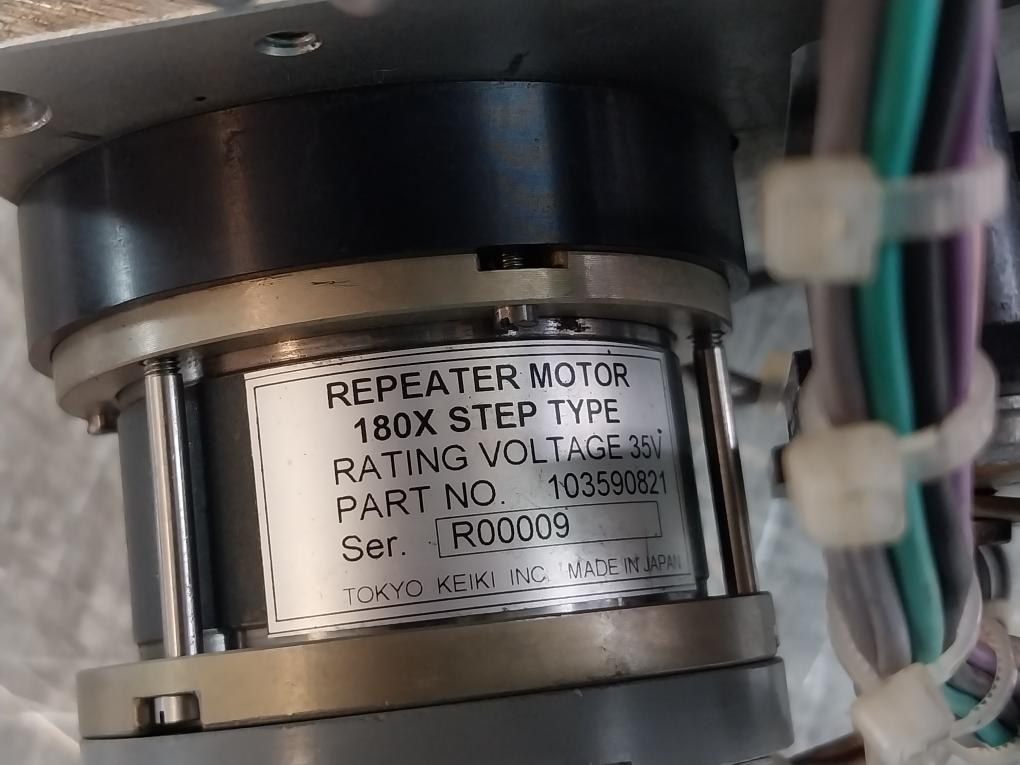 REPEATER MOTOR
180X STEP TYPE
RATING VOLTAGE 35V
PART NO. 103590821
Ser. R00009
TOKYO KEIKI INC. MADE IN JAPAN